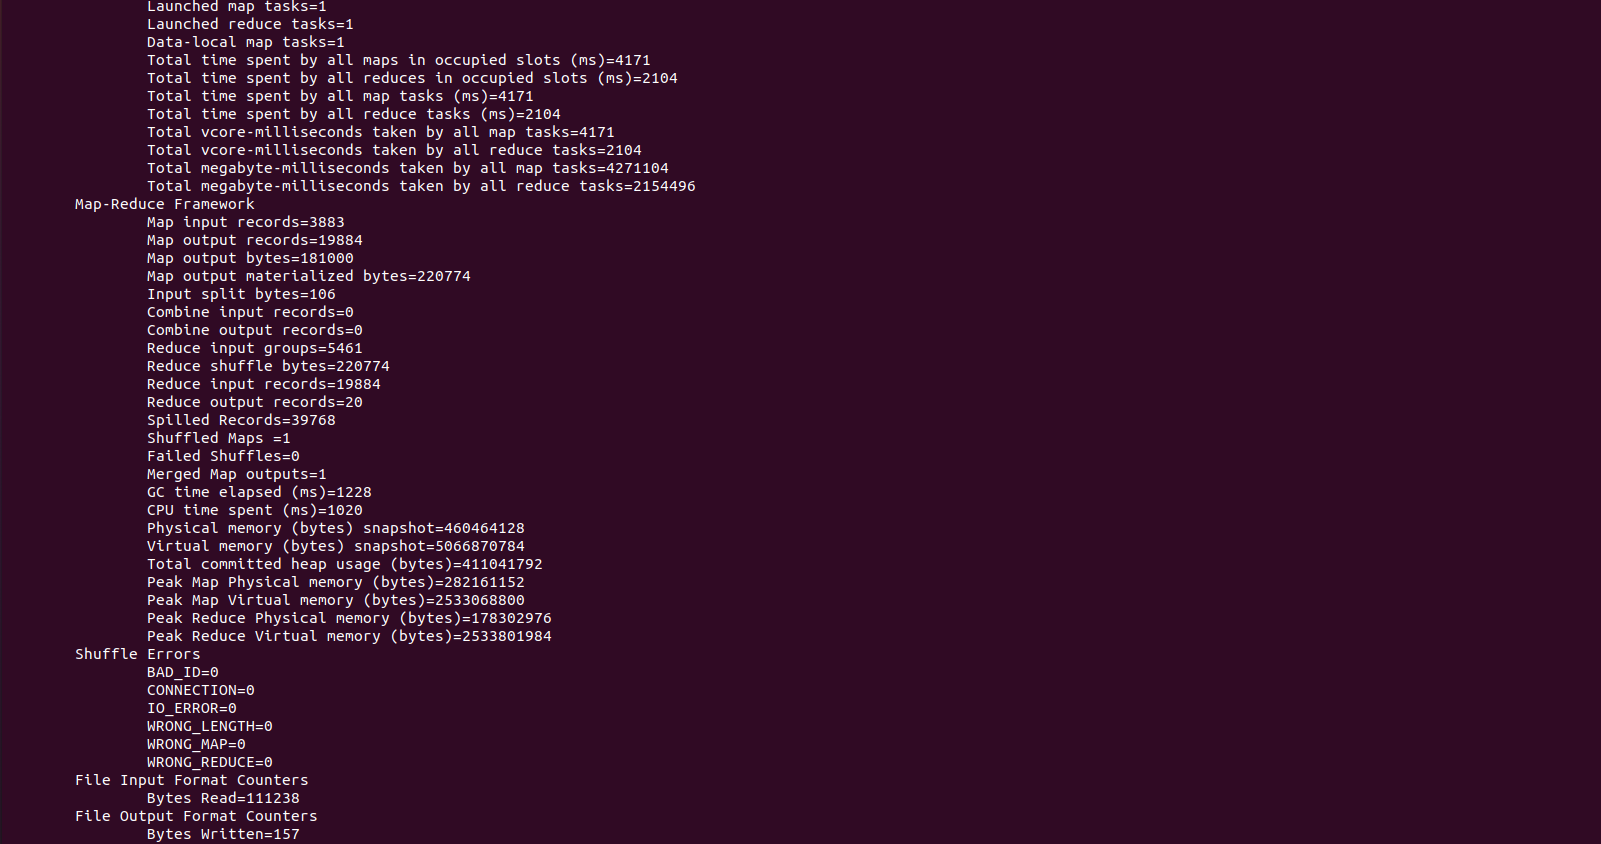 Launched map tasks=1
Launched reduce tasks=1
Data-local map tasks=1
Total time spent by all maps in occupied slots (ms)=4171
Total time spent by all reduces in occupied slots (ms)=2104
Total time spent by all map tasks (ms)=4171
Total time spent by all reduce tasks (ms)=2104
Total vcore-milliseconds taken by all map tasks=4171
Total vcore-milliseconds taken by all reduce tasks=2104
Total megabyte-milliseconds taken by all map tasks=4271104
Total megabyte-milliseconds taken by all reduce tasks=2154496
Map-Reduce Framework
Map input records=3883
Map output records=19884
Map output bytes=181000
Map output materialized bytes=220774
Input split bytes=106
Combine input records=0
Combine output records=0
Reduce input groups=5461
Reduce shuffle bytes=220774
Reduce input records=19884
Reduce output records=20
Spilled Records=39768
Shuffled Maps =1
Failed Shuffles=0
Merged Map outputs=1
GC time elapsed (ms)=1228
CPU time spent (ms)=1020
Physical memory (bytes) snapshot=460464128
Virtual memory (bytes) snapshot=5066870784
Total committed heap usage (bytes)=411041792
Peak Map Physical memory (bytes)=282161152
Peak Map Virtual memory (bytes)=2533068800
Peak Reduce Physical memory (bytes)=178302976
Peak Reduce Virtual memory (bytes)=2533801984
Shuffle Errors
BAD_ID=0
CONNECTION=0
IO_ERROR=0
WRONG_LENGTH=0
WRONG_MAP=0
WRONG_REDUCE=0
File Input Format Counters
Bytes Read=111238
File Output Format Counters
Bytes Written=157